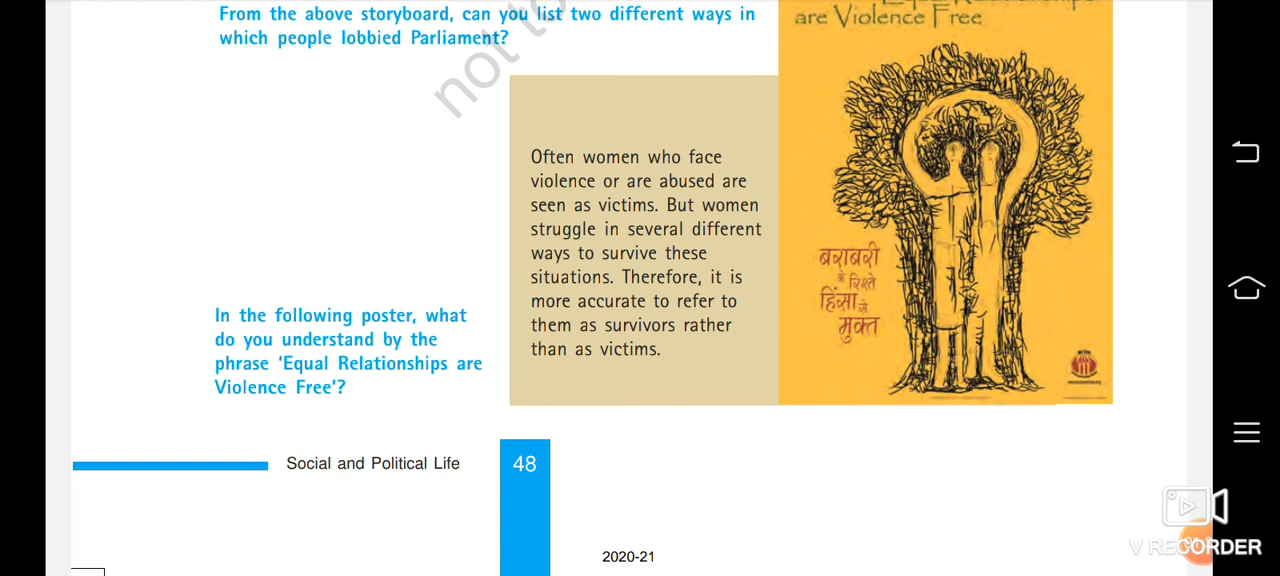 From the above storyboard, can you list two different ways in
which people lobbied Parliament?
not to
are Violence Free
Often women who face
violence or are abused are
seen as victims. But women
struggle in several different
ways to survive these
situations. Therefore, it is
more accurate to refer to
them as survivors rather
than as victims.
बराबरी
के रिश्ते
हिंसा से
मुक्त
In the following poster, what
do you understand by the
phrase ‘Equal Relationships are
Violence Free’?
Social and Political Life
48
2020-21
V RECORDER